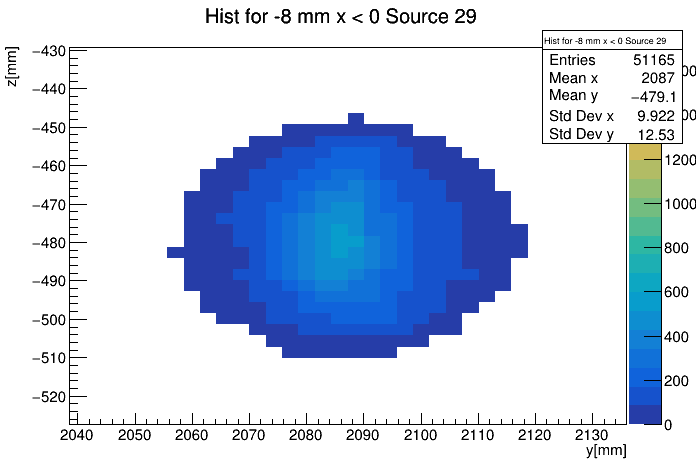 Hist for -8 mm x < 0 Source 29
Hist for -8 mm x < 0 Source 29
Entries 51165
Mean x 2087
Mean y −479.1
Std Dev x 9.922
Std Dev y 12.53
z[mm]
−430
−440
−450
−460
−470
−480
−490
−500
−510
−520
2040 2050 2060 2070 2080 2090 2100 2110 2120 2130
y[mm]
1200
1000
800
600
400
200
0